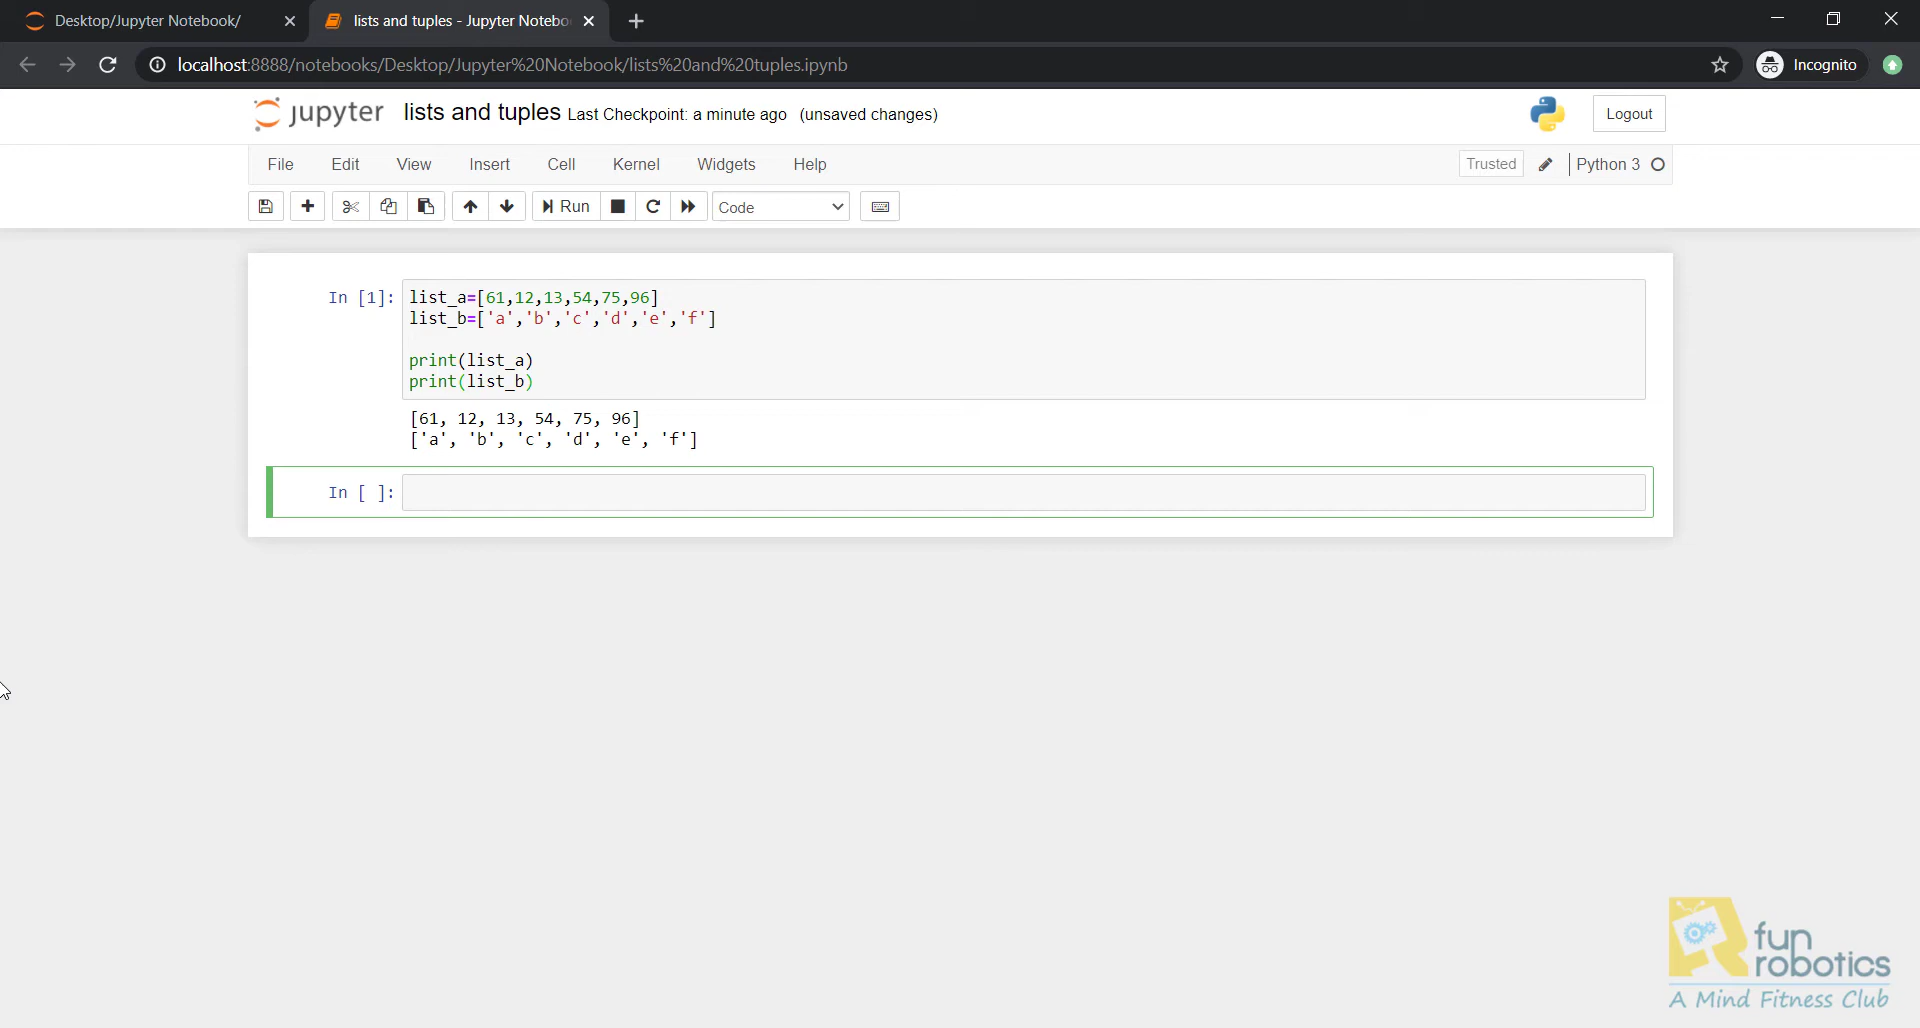 Desktop/Jupyter Notebook/
lists and tuples - Jupyter Notebo
localhost:8888/notebooks/Desktop/Jupyter%20Notebook/lists%20and%20tuples.ipynb
Incognito
jupyter lists and tuples Last Checkpoint: a minute ago (unsaved changes)
Logout
File Edit View Insert Cell Kernel Widgets Help
Trusted Python 3
Run Code
In [1]: list_a=[61,12,13,54,75,96]
list_b=['a','b','c','d','e','f']
print(list_a)
print(list_b)
[61, 12, 13, 54, 75, 96]
['a', 'b', 'c', 'd', 'e', 'f']
In [ ]:
fun
robotics
A Mind Fitness Club